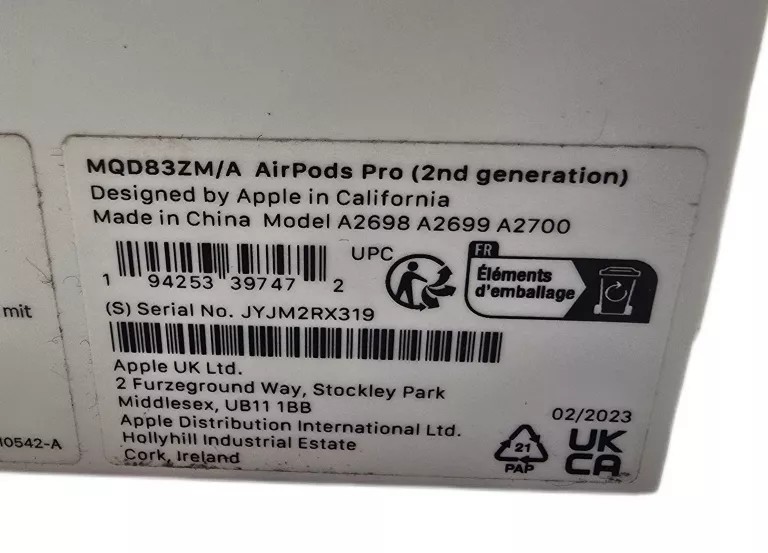 MQD83ZM/A AirPods Pro (2nd generation)
Designed by Apple in California
Made in China Model A2698 A2699 A2700
UPC
1 94253 39747 2
FR
Éléments
d'emballage
(S) Serial No. JYJM2RX319
Apple UK Ltd.
2 Furzeground Way, Stockley Park
Middlesex, UB11 1BB
Apple Distribution International Ltd.
Hollyhill Industrial Estate
Cork, Ireland
02/2023
21
PAP
UK
CA
mit
10542-A